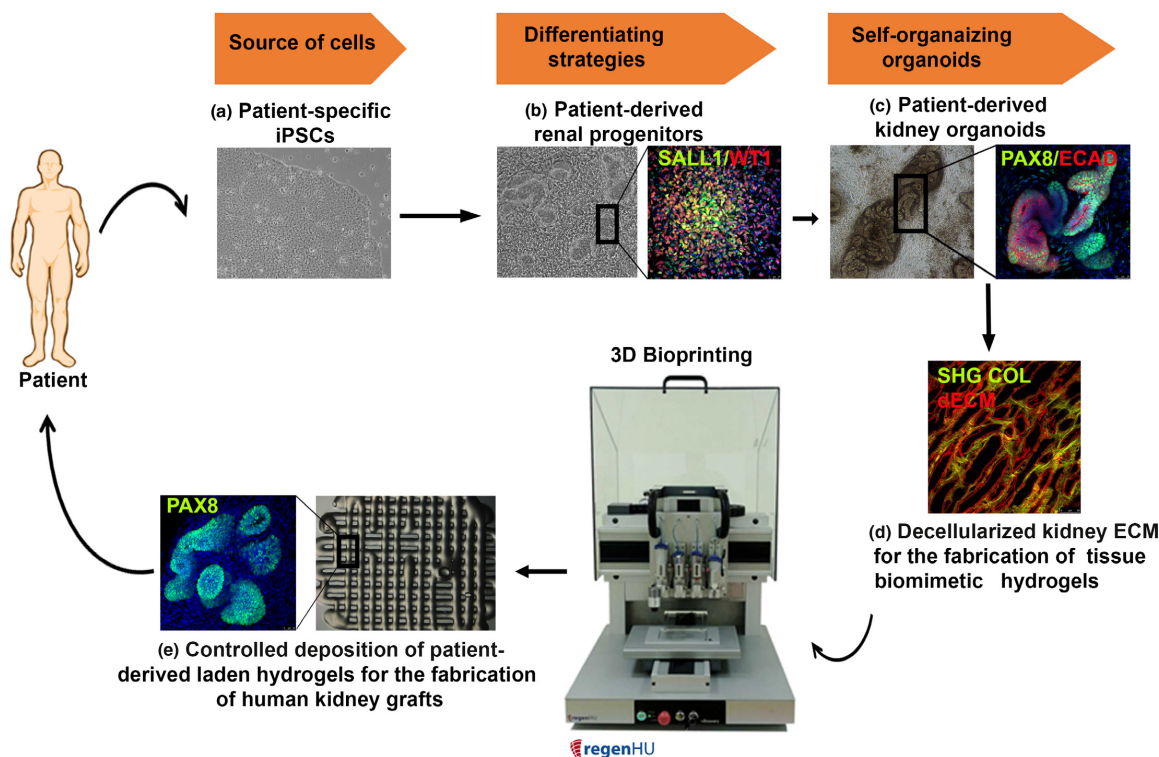 Source of cells
Differentiating
strategies
Self-organaizing
organoids
(a) Patient-specific
iPSCs
(b) Patient-derived
renal progenitors
(c) Patient-derived
kidney organoids
SALL1/WT1
PAX8/ECAD
Patient
3D Bioprinting
SHG COL
dECM
(d) Decellularized kidney ECM
for the fabrication of tissue
biomimetic hydrogels
PAX8
(e) Controlled deposition of patient-
derived laden hydrogels for the fabrication
of human kidney grafts
regenHU
regenHU